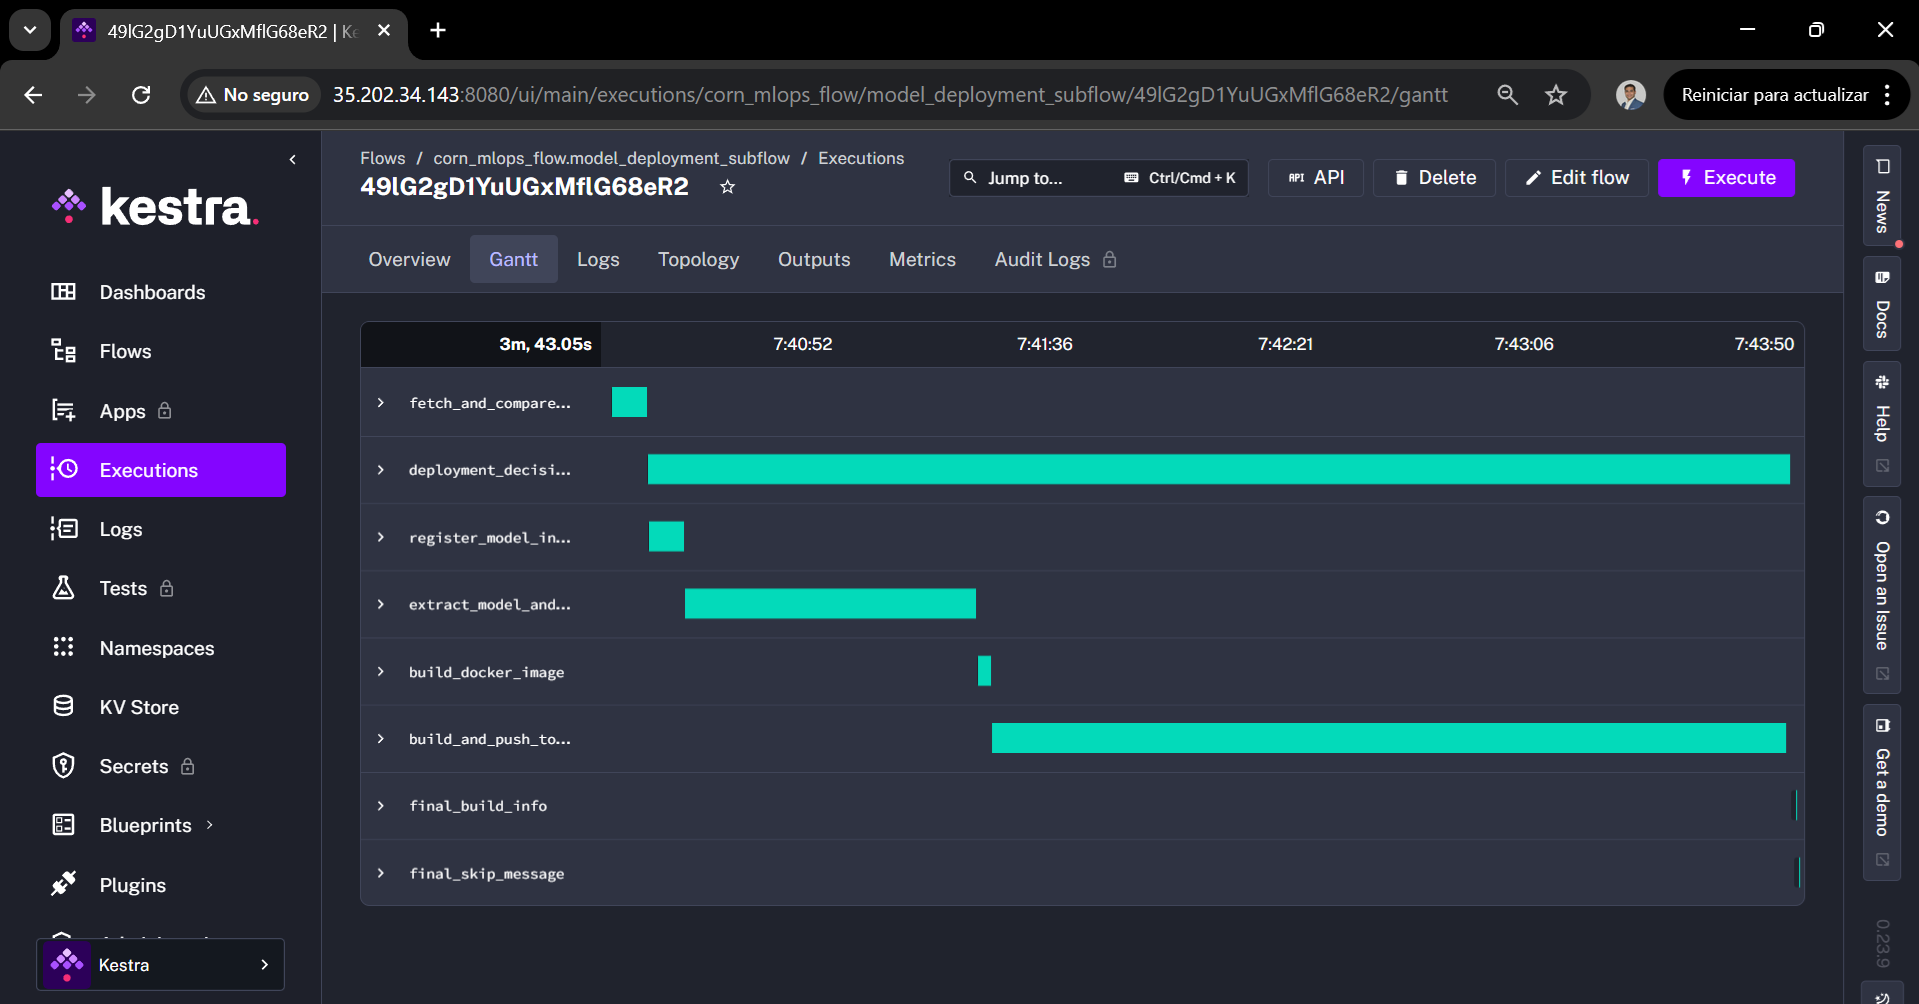 49lG2gD1YuUGxMflG68eR2 | Ke
No seguro
35.202.34.143:8080/ui/main/executions/corn_mlops_flow/model_deployment_subflow/49lG2gD1YuUGxMflG68eR2/gantt
Reiniciar para actualizar
kestra.
Dashboards
Flows
Apps
Executions
Logs
Tests
Namespaces
KV Store
Secrets
Blueprints
Plugins
Kestra
Flows / corn_mlops_flow.model_deployment_subflow / Executions
49lG2gD1YuUGxMflG68eR2
Jump to...
Ctrl/Cmd + K
API API
Delete
Edit flow
Execute
Overview
Gantt
Logs
Topology
Outputs
Metrics
Audit Logs
3m, 43.05s 7:40:52 7:41:36 7:42:21 7:43:06 7:43:50
fetch_and_compare...
deployment_decisi...
register_model_in...
extract_model_and...
build_docker_image
build_and_push_to...
final_build_info
final_skip_message
News
Docs
Help
Open an Issue
Get a demo
0.23.9